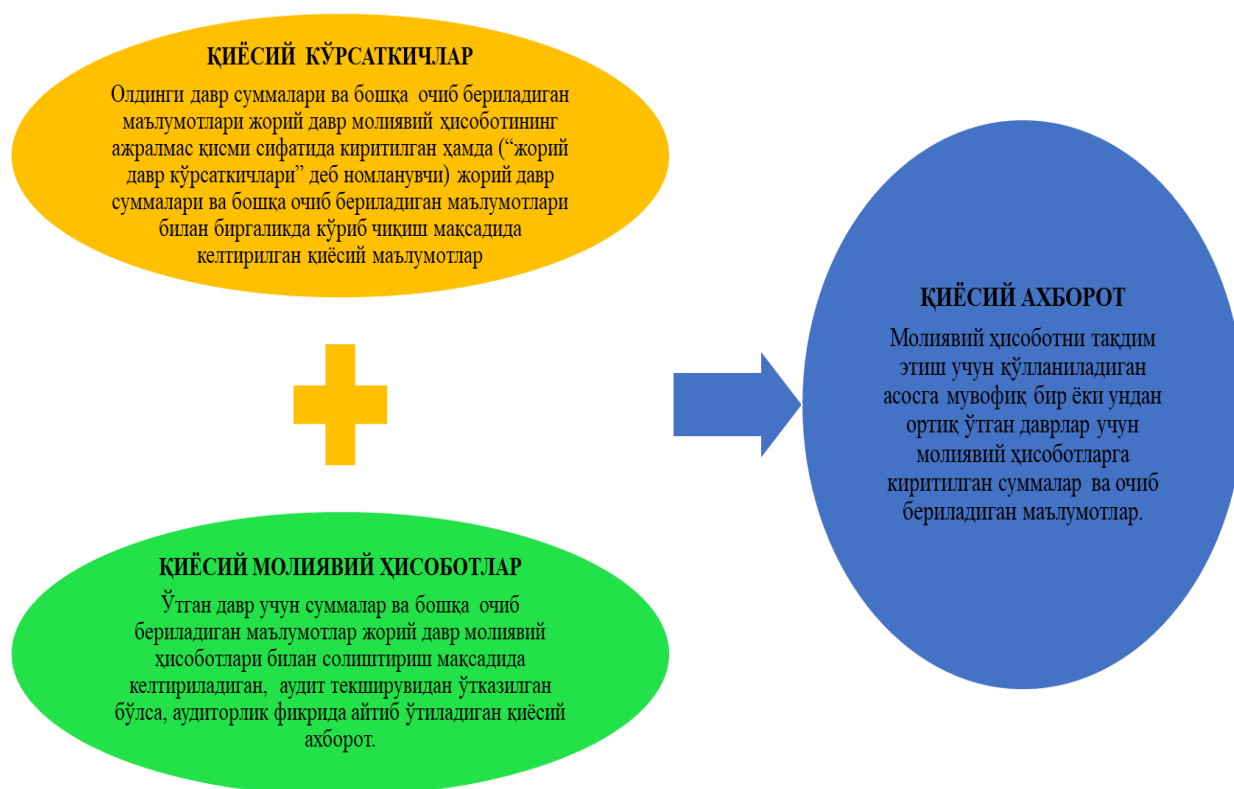 ҚИЁСИЙ КЎРСАТКИЧЛАР
Олдинги давр суммалари ва бошқа очиб бериладиган
маълумотлари жорий давр молиявий ҳисоботининг
ажралмас қисми сифатида киритилган ҳамда (“жорий
давр кўрсаткичлари” деб номланувчи) жорий давр
суммалари ва бошқа очиб бериладиган маълумотлари
билан биргаликда кўриб чиқиш мақсадида
келтирилган қиёсий маълумотлар
ҚИЁСИЙ МОЛИЯВИЙ ҲИСОБОТЛАР
Ўтган давр учун суммалар ва бошқа очиб
бериладиган маълумотлар жорий давр молиявий
ҳисоботлари билан солиштириш мақсадида
келтириладиган, аудит текширувидан ўтказилган
бўлса, аудиторлик фикрида айтиб ўтиладиган қиёсий
ахборот.
ҚИЁСИЙ АХБОРОТ
Молиявий ҳисоботни тақдим
этиш учун қўлланиладиган
асосга мувофиқ бир ёки ундан
ортиқ ўтган даврлар учун
молиявий ҳисоботларга
киритилган суммалар ва очиб
бериладиган маълумотлар.